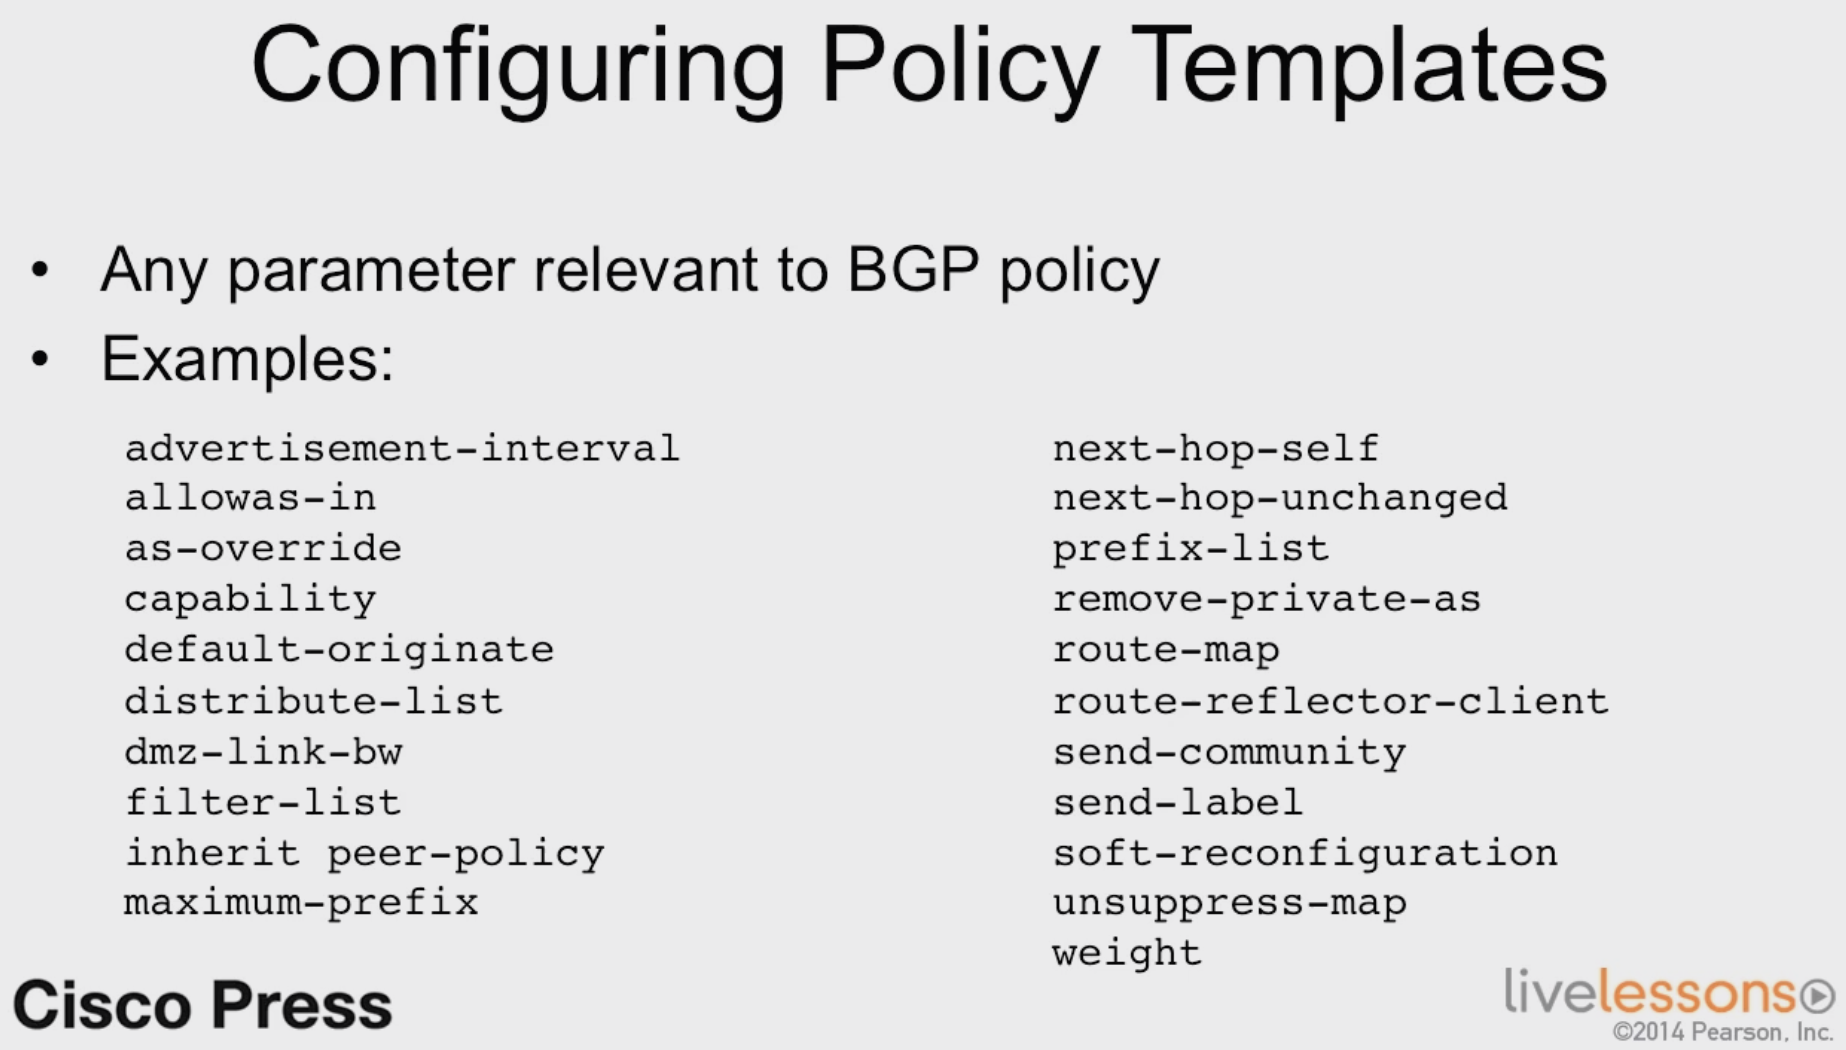 Configuring Policy Templates
• Any parameter relevant to BGP policy
• Examples:
advertisement-interval
allowas-in
as-override
capability
default-originate
distribute-list
dmz-link-bw
filter-list
inherit peer-policy
maximum-prefix
next-hop-self
next-hop-unchanged
prefix-list
remove-private-as
route-map
route-reflector-client
send-community
send-label
soft-reconfiguration
unsuppress-map
weight
Cisco Press
livelessons
©2014 Pearson, Inc.